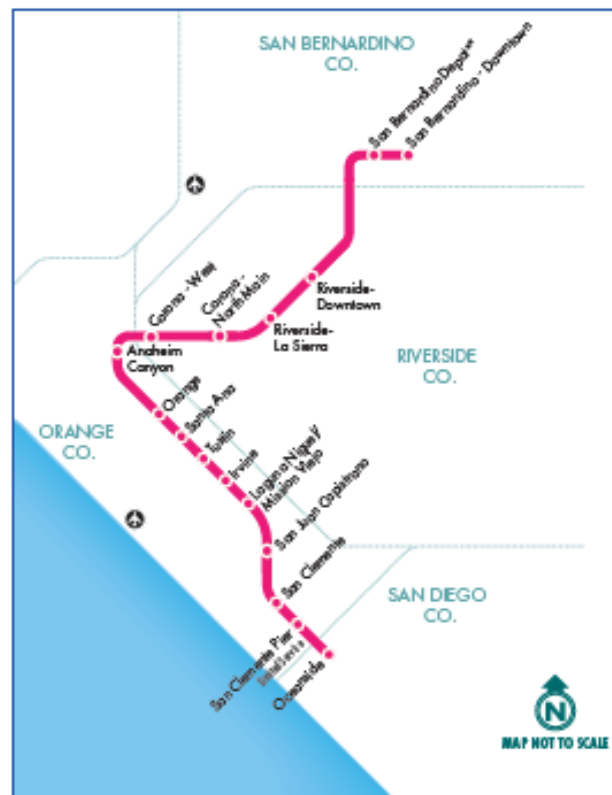 SAN BERNARDINO
CO.
San Bernardino Depot**
San Bernardino - Downtown
Riverside-
Downtown
Riverside-
La Sierra
Corona -
North Main
Corona - West
Anaheim
Canyon
RIVERSIDE
CO.
ORANGE
CO.
Orange
Santa Ana
Tustin
Irvine
Laguna Niguel/
Mission Viejo
San Juan Capistrano
San Clemente
SAN DIEGO
CO.
San Clemente Pier
Oceanside
N
MAP NOT TO SCALE